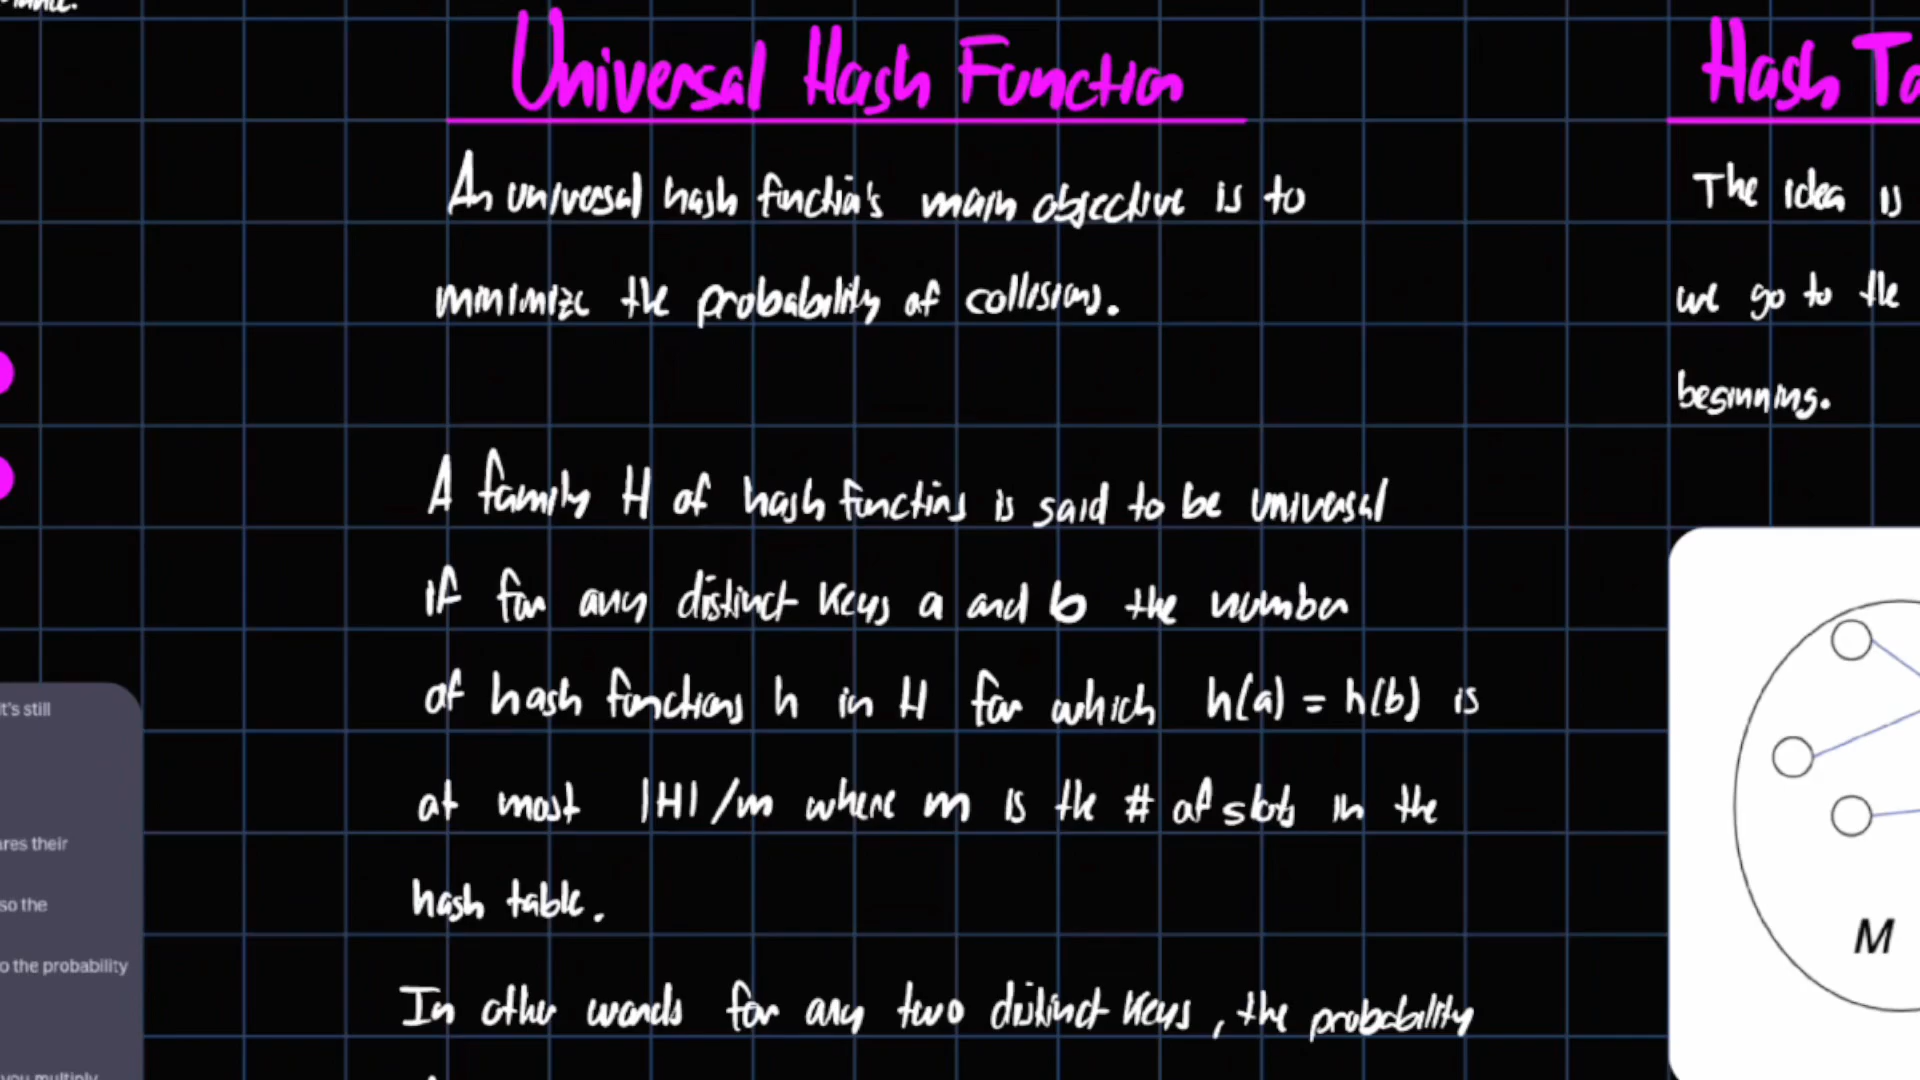 Universal Hash Function
An universal hash function's main objective is to
minimize the probability of collisions.
A family H of hash functions is said to be universal
if for any distinct keys a and b the number
of hash functions h in H for which h(a) = h(b) is
at most |H|/m where m is the # of slots in the
hash table.
In other words for any two distinct keys, the probability
Hash Ta
The idea is
we go to the
beginning.
M
it's still
ares their
so the
o the probability
you multiply